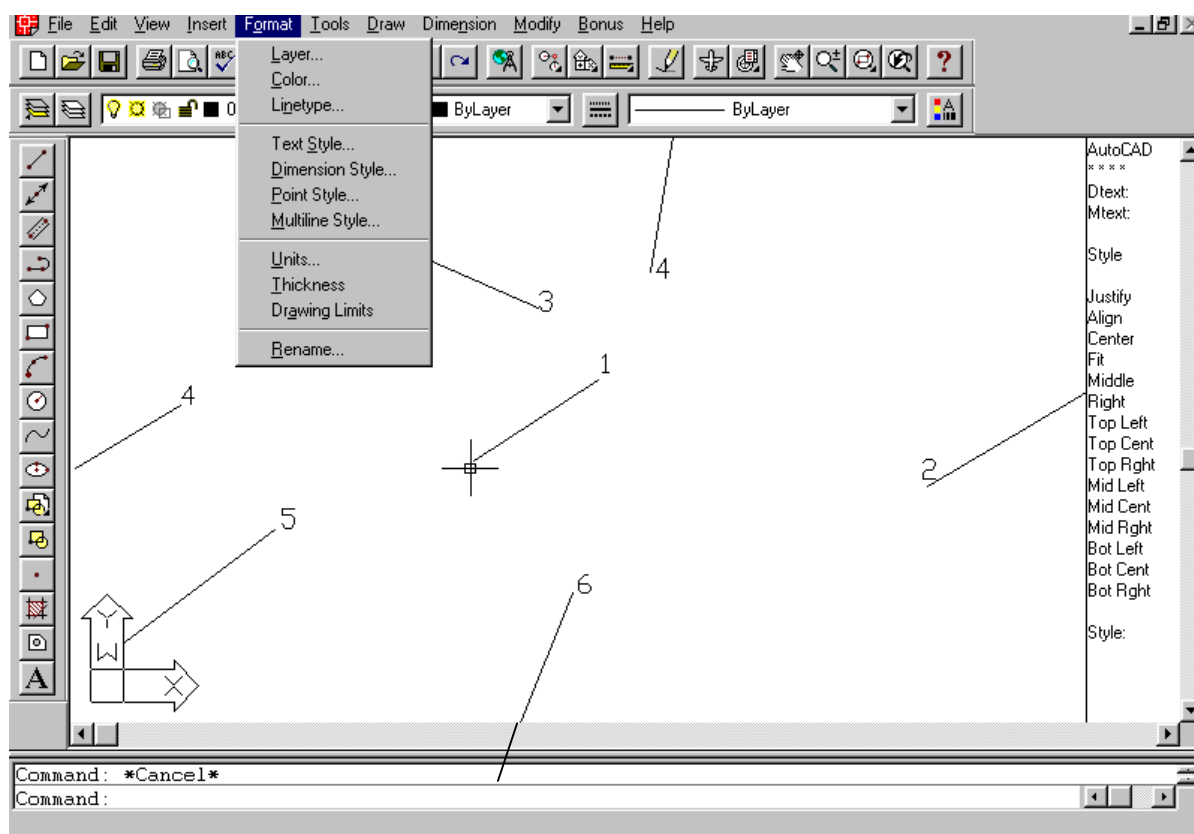 File Edit View Insert Format Tools Draw Dimension Modify Bonus Help
ABC ?
0 ByLayer ByLayer
Layer...
Color...
Linetype...
Text Style...
Dimension Style...
Point Style...
Multiline Style...
Units...
Thickness
Drawing Limits
Rename...
4
3
1
4
2
5
6
Y
W
X
A
AutoCAD
* * * *
Dtext:
Mtext:
Style
Justify
Align
Center
Fit
Middle
Right
Top Left
Top Cent
Top Rght
Mid Left
Mid Cent
Mid Rght
Bot Left
Bot Cent
Bot Rght
Style:
Command: *Cancel*
Command: